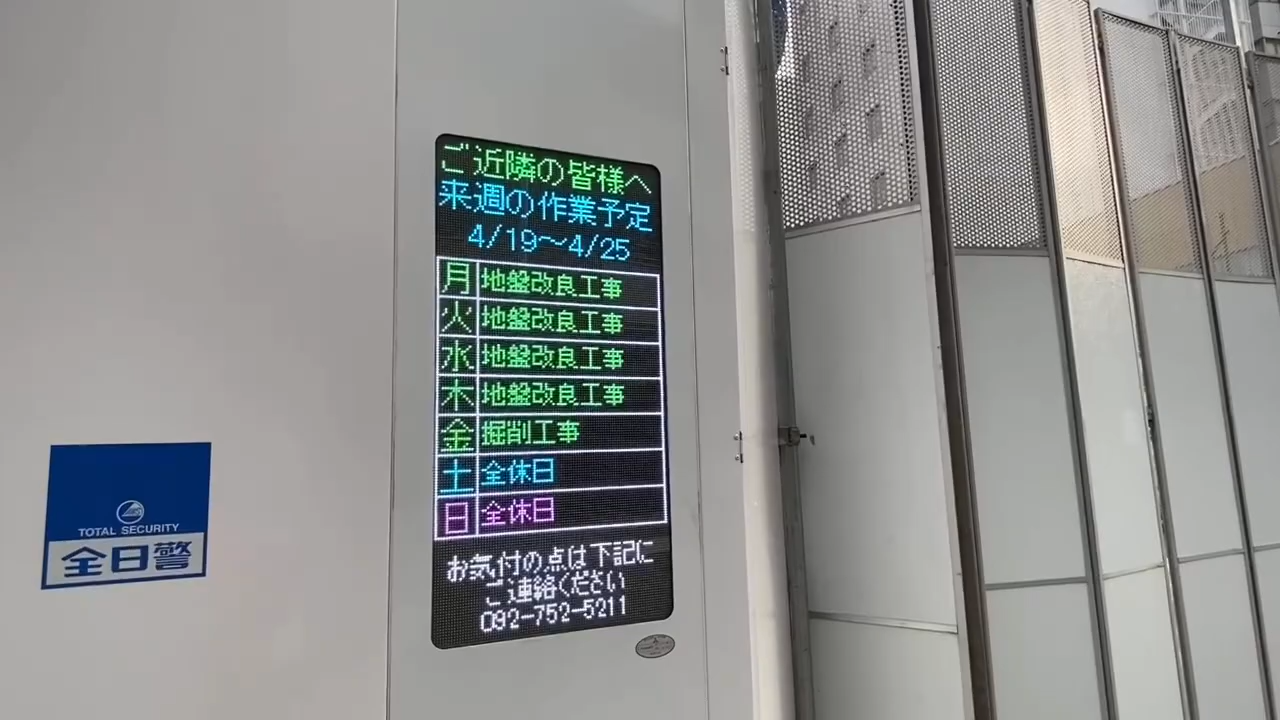 ご近隣の皆様へ
来週の作業予定
4/19〜4/25
月 地盤改良工事
火 地盤改良工事
水 地盤改良工事
木 地盤改良工事
金 掘削工事
土 全休日
日 全休日
お気付の点は下記に
ご連絡ください
092-752-5211
TOTAL SECURITY
全日警